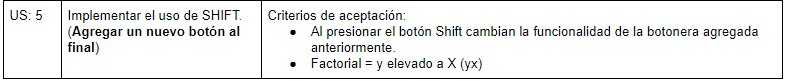 US: 5
Implementar el uso de SHIFT.
(Agregar un nuevo botón al
final)
Criterios de aceptación:
● Al presionar el botón Shift cambian la funcionalidad de la botonera agregada
anteriormente.
● Factorial = y elevado a X (yx)